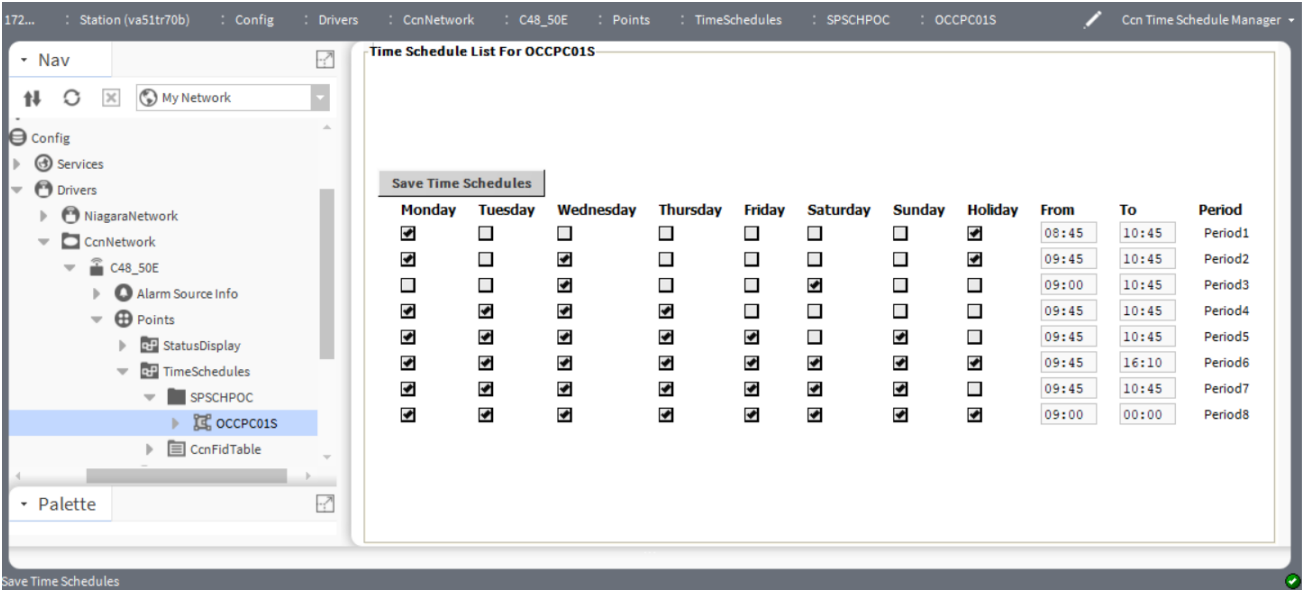 172... : Station (va51tr70b) : Config : Drivers : CcnNetwork : C48_50E : Points : TimeSchedules : SPSCHPOC : OCCPC01S Ccn Time Schedule Manager
Nav
My Network
Config
Services
Drivers
NiagaraNetwork
CcnNetwork
C48_50E
Alarm Source Info
Points
StatusDisplay
TimeSchedules
SPSCHPOC
OCCPC01S
CcnFidTable
Palette
Time Schedule List For OCCPC01S
Save Time Schedules
Monday Tuesday Wednesday Thursday Friday Saturday Sunday Holiday From To Period
08:45 10:45 Period1
09:45 10:45 Period2
09:00 10:45 Period3
09:45 10:45 Period4
09:45 10:45 Period5
09:45 16:10 Period6
09:45 10:45 Period7
09:00 00:00 Period8
Save Time Schedules